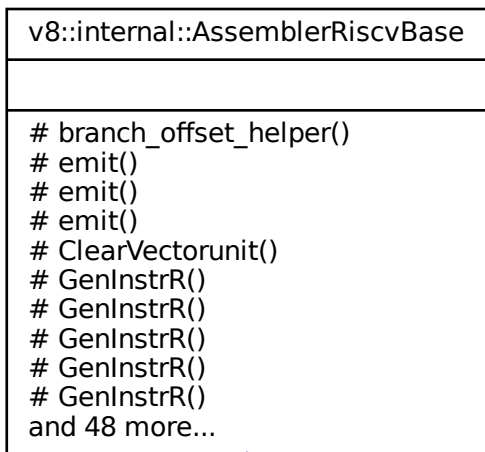 v8::internal::AssemblerRiscvBase
# branch_offset_helper()
# emit()
# emit()
# emit()
# ClearVectorunit()
# GenInstrR()
# GenInstrR()
# GenInstrR()
# GenInstrR()
# GenInstrR()
and 48 more...